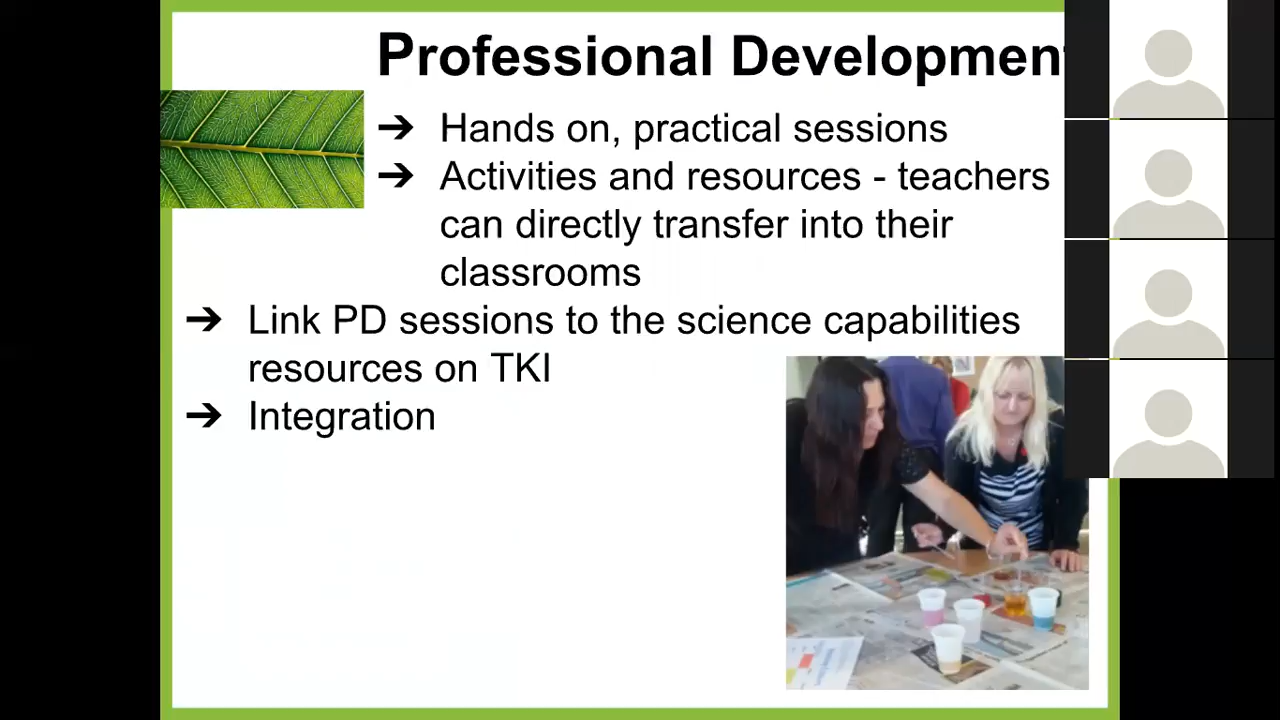 Professional Developmen
➔ Hands on, practical sessions
➔ Activities and resources - teachers
can directly transfer into their
classrooms
➔ Link PD sessions to the science capabilities
resources on TKI
➔ Integration